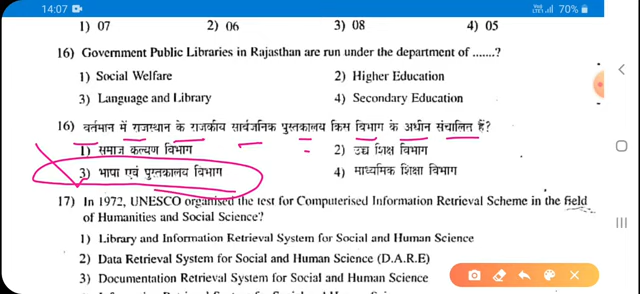 14:07 70%
1) 07 2) 06 3) 08 4) 05
16) Government Public Libraries in Rajasthan are run under the department of .......?
1) Social Welfare 2) Higher Education
3) Language and Library 4) Secondary Education
16) वर्तमान में राजस्थान के राजकीय सार्वजनिक पुस्तकालय किस विभाग के अधीन संचालित हैं?
1) समाज कल्याण विभाग 2) उच्च शिक्ष विभाग
3) भाषा एवं पुस्तकालय विभाग 4) माध्यमिक शिक्षा विभाग
17) In 1972, UNESCO organised the test for Computerised Information Retrieval Scheme in the field
of Humanities and Social Science?
1) Library and Information Retrieval System for Social and Human Science
2) Data Retrieval System for Social and Human Science (D.A.R.E)
3) Documentation Retrieval System for Social and Human Science